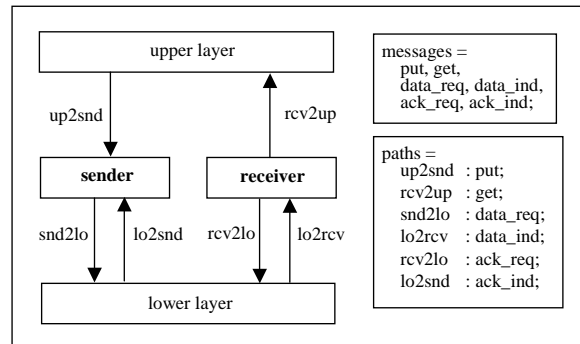 upper layer
up2snd
rcv2up
sender
receiver
snd2lo
lo2snd
rcv2lo
lo2rcv
lower layer
messages =
put, get,
data_req, data_ind,
ack_req, ack_ind;
paths =
up2snd : put;
rcv2up : get;
snd2lo : data_req;
lo2rcv : data_ind;
rcv2lo : ack_req;
lo2snd : ack_ind;